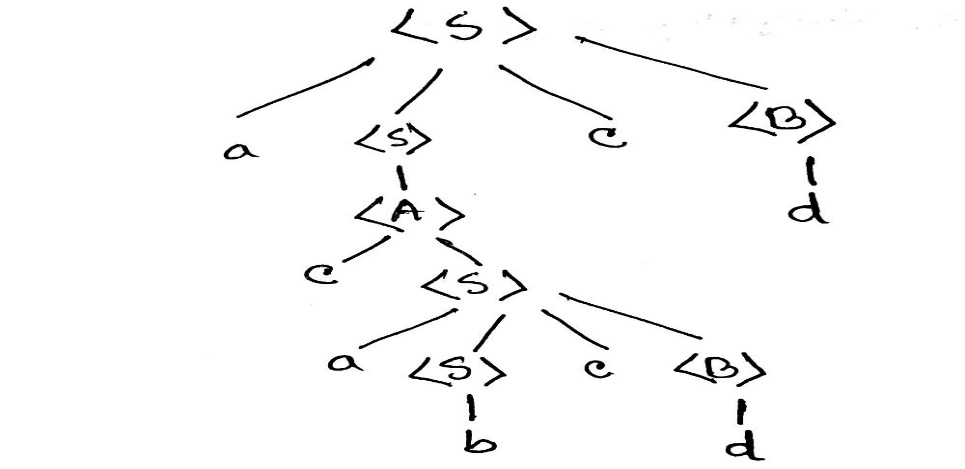 <S>
a <S> c <B>
<A> d
c <S>
a <S> c <B>
b d